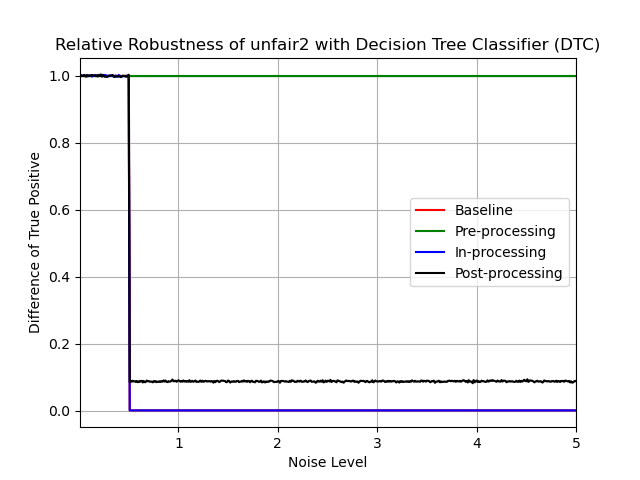 Relative Robustness of unfair2 with Decision Tree Classifier (DTC)
Difference of True Positive
1.0
0.8
0.6
0.4
0.2
0.0
Baseline
Pre-processing
In-processing
Post-processing
1 2 3 4 5
Noise Level